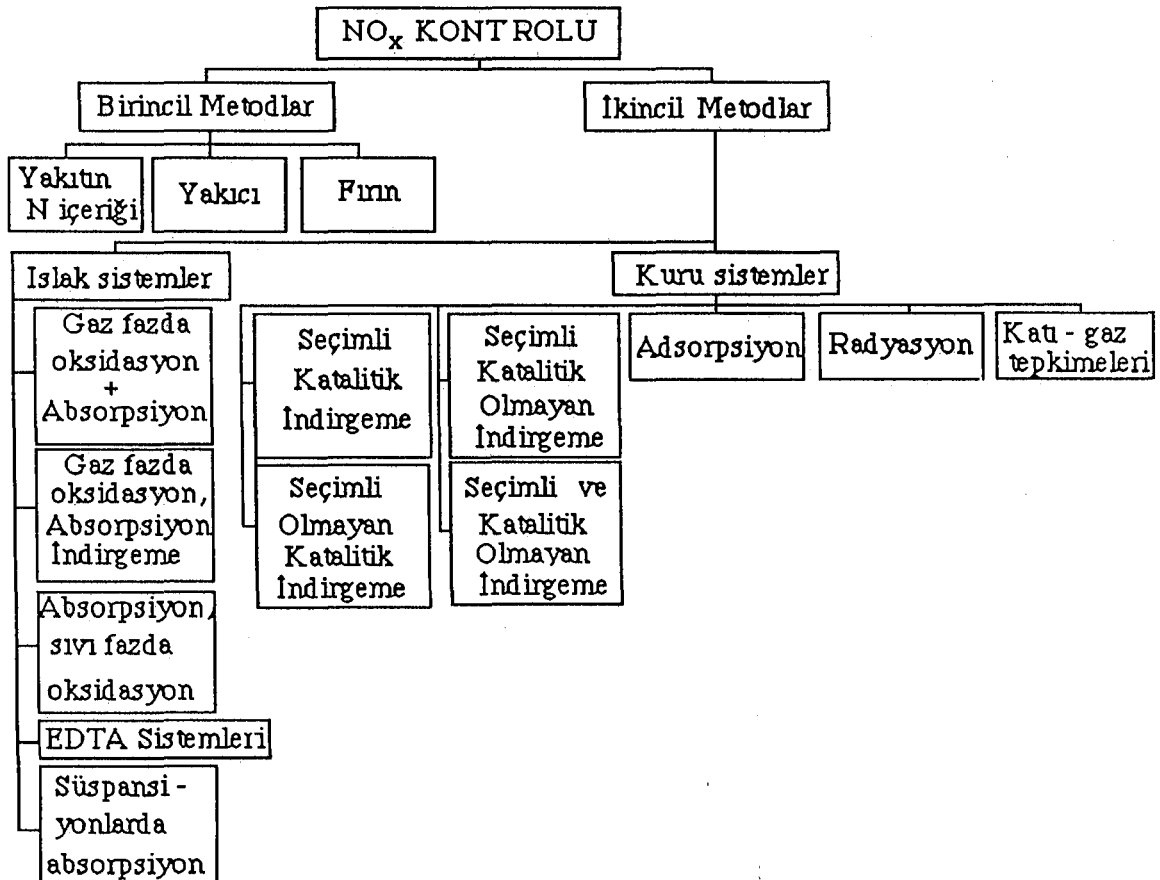 NOₓ KONTROLU
Birincil Metodlar
İkincil Metodlar
Yakıtın
N içeriği
Yakıcı
Fırın
Islak sistemler
Kuru sistemler
Gaz fazda
oksidasyon
+
Absorpsiyon
Gaz fazda
oksidasyon,
Absorpsiyon
İndirgeme
Absorpsiyon,
sıvı fazda
oksidasyon
EDTA Sistemleri
Süspansi -
yonlarda
absorpsiyon
Seçimli
Katalitik
İndirgeme
Seçimli
Olmayan
Katalitik
İndirgeme
Seçimli
Katalitik
Olmayan
İndirgeme
Seçimli ve
Katalitik
Olmayan
İndirgeme
Adsorpsiyon
Radyasyon
Katı - gaz
tepkimeleri